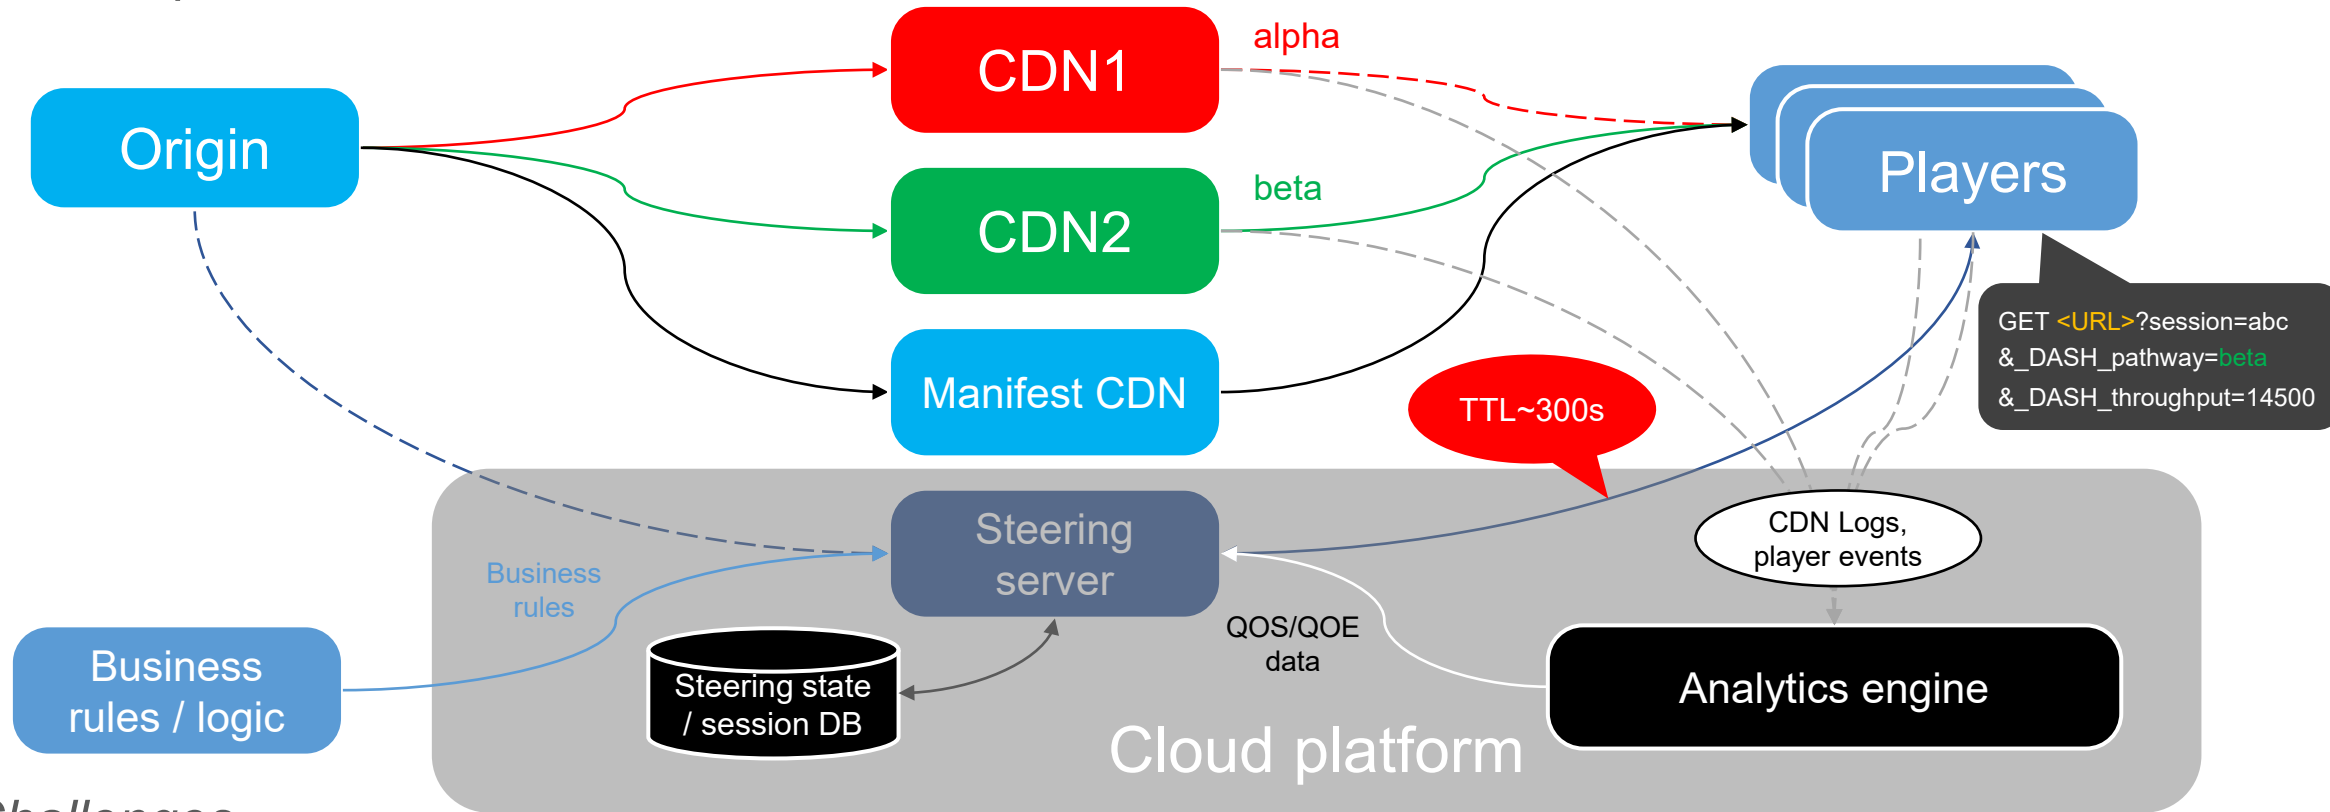 CDN1
alpha
Origin
Players
CDN2
beta
GET <URL>?session=abc
&_DASH_pathway=beta
&_DASH_throughput=14500
Manifest CDN
TTL~300s
Steering
server
CDN Logs,
player events
Business
rules
QOS/QOE
data
Business
rules / logic
Steering state
/ session DB
Analytics engine
Cloud platform